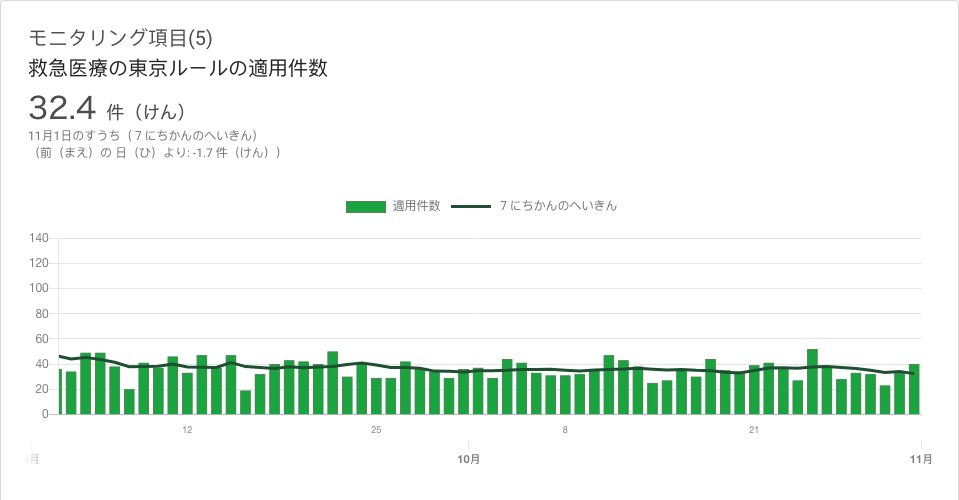 モニタリング項目(5)
救急医療の東京ルールの適用件数
32.4 件（けん）
11月1日のすうち（７にちかんのへいきん）
（前（まえ）の 日（ひ）より: -1.7 件（けん））
適用件数 ７にちかんのへいきん
140
120
100
80
60
40
20
0
12 25 8 21
月 10月 11月